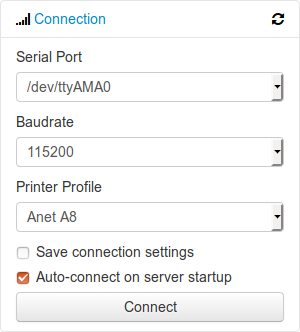 Connection
Serial Port
/dev/ttyAMA0
Baudrate
115200
Printer Profile
Anet A8
Save connection settings
Auto-connect on server startup
Connect